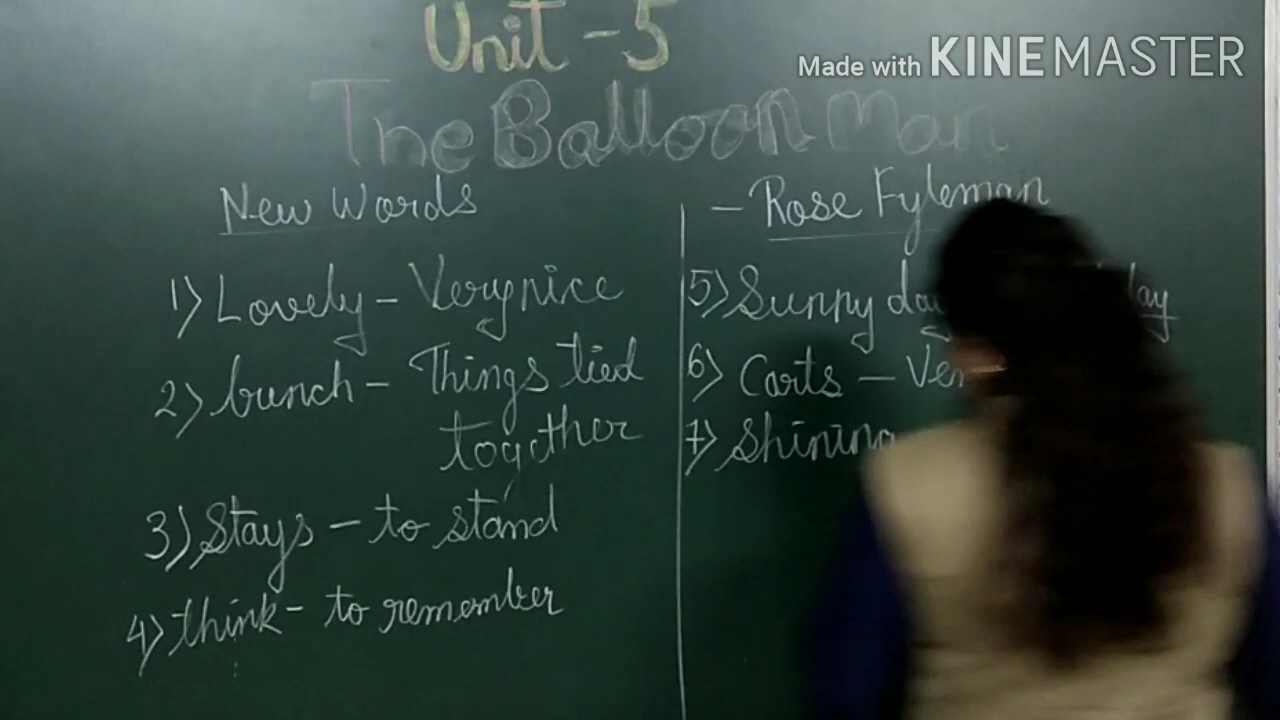 Unit - 5
Made with KINEMASTER
The Balloon Man
New Words
- Rose Fyleman
1) Lovely - Very nice
2) bunch - Things tied
together
3) Stays - to stand
4) think - to remember
5) Sunny day
6) Carts -
7) Shining